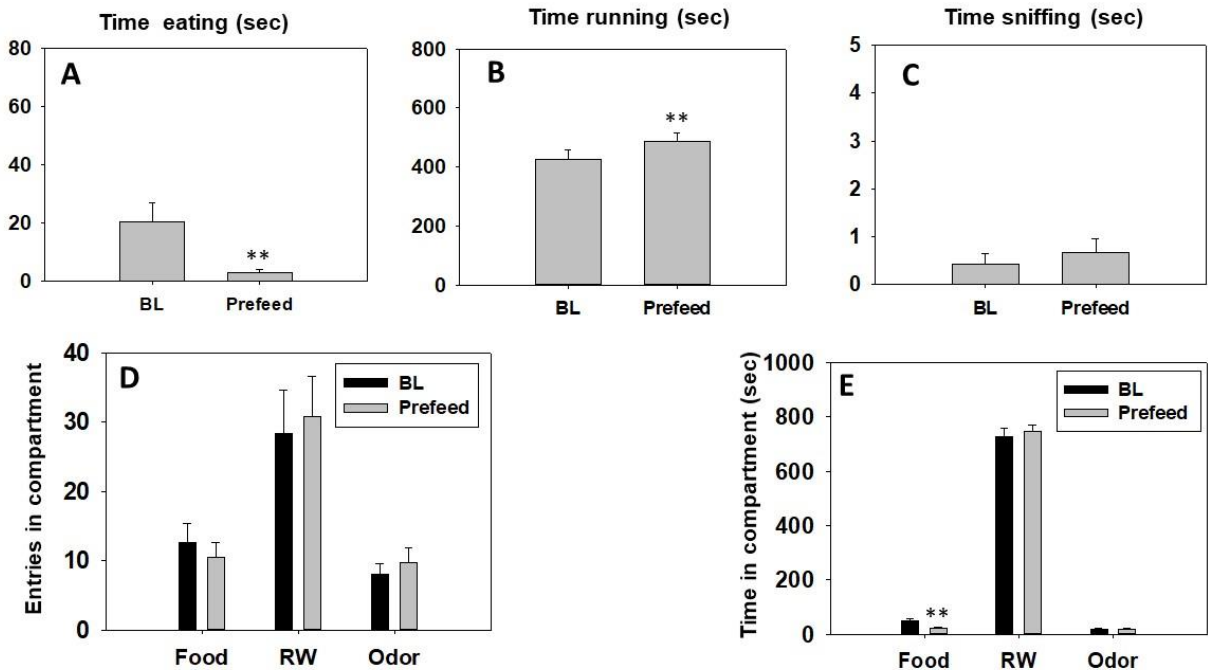 Time eating (sec)
A
80
60
40
20
0
**
BL Prefeed
Time running (sec)
B
800
600
400
200
0
**
BL Prefeed
Time sniffing (sec)
C
5
4
3
2
1
0
BL Prefeed
D
Entries in compartment
40
30
20
10
0
BL
Prefeed
Food RW Odor
E
Time in compartment (sec)
1000
800
600
400
200
0
BL
Prefeed
**
Food RW Odor